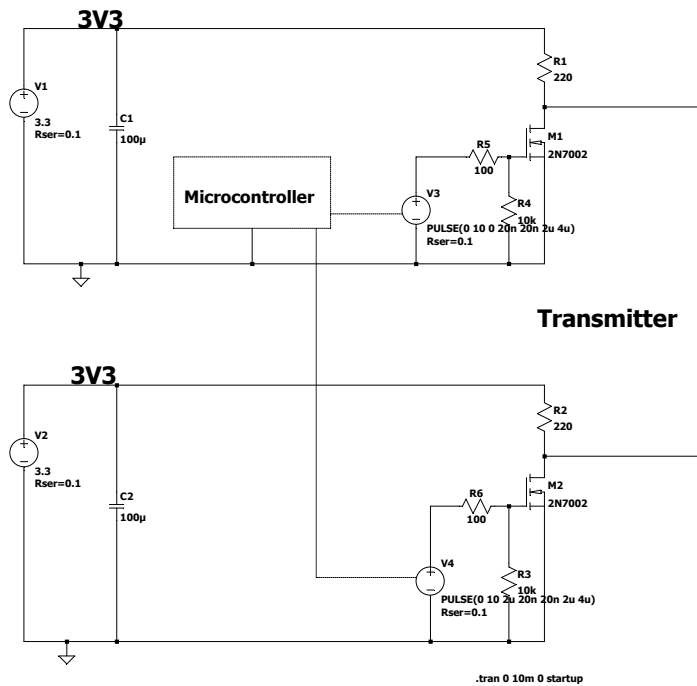 3V3
R1
220
V1
3.3
Rser=0.1
C1
100µ
M1
2N7002
R5
100
Microcontroller
V3
R4
10k
PULSE(0 10 0 20n 20n 2u 4u)
Rser=0.1
Transmitter
3V3
R2
220
V2
3.3
Rser=0.1
M2
2N7002
R6
100
C2
100µ
V4
R3
10k
PULSE(0 10 2u 20n 20n 2u 4u)
Rser=0.1
.tran 0 10m 0 startup